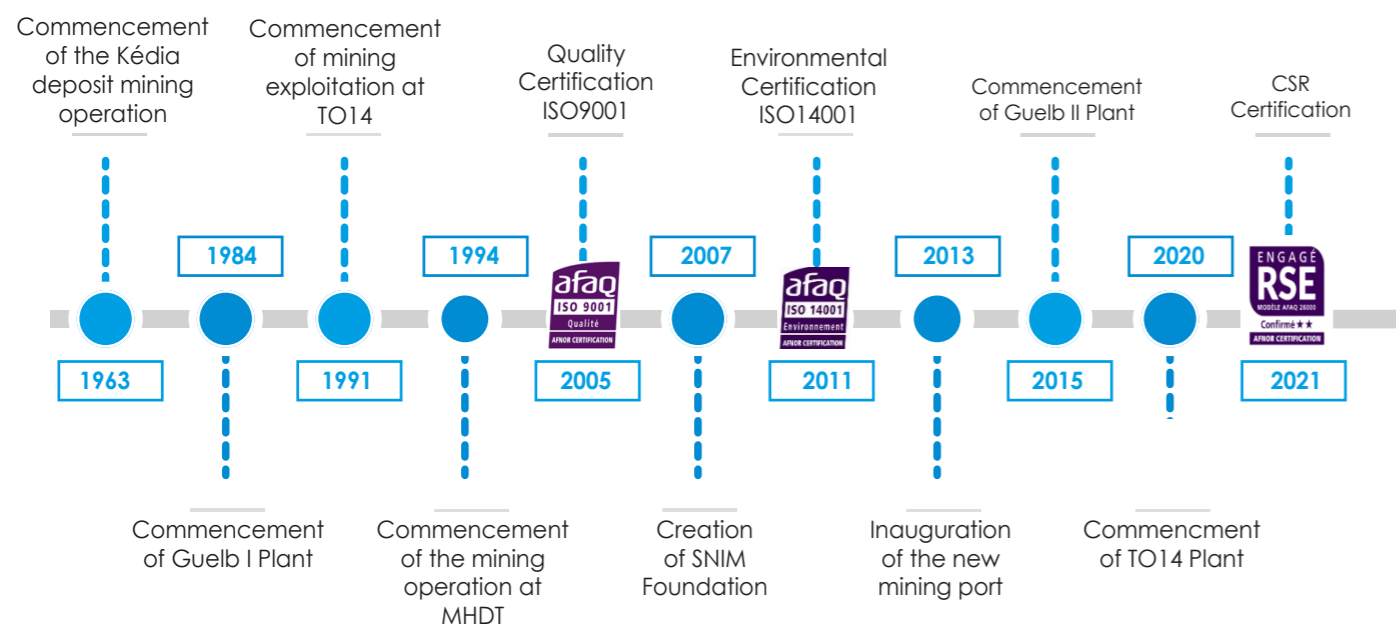 Commencement
of the Kédia
deposit mining
operation
Commencement
of mining
exploitation at
TO14
Quality
Certification
ISO9001
Environmental
Certification
ISO14001
Commencement
of Guelb II Plant
CSR
Certification
1984
1994
2007
2013
2020
afaq
ISO 9001
Qualité
AFNOR CERTIFICATION
afaq
ISO 14001
Environnement
AFNOR CERTIFICATION
ENGAGÉ
RSE
MODÈLE AFAQ 26000
Confirmé ★★
AFNOR CERTIFICATION
1963
1991
2005
2011
2015
2021
Commencement
of Guelb I Plant
Commencement
of the mining
operation at
MHDT
Creation
of SNIM
Foundation
Inauguration
of the new
mining port
Commencment
of TO14 Plant